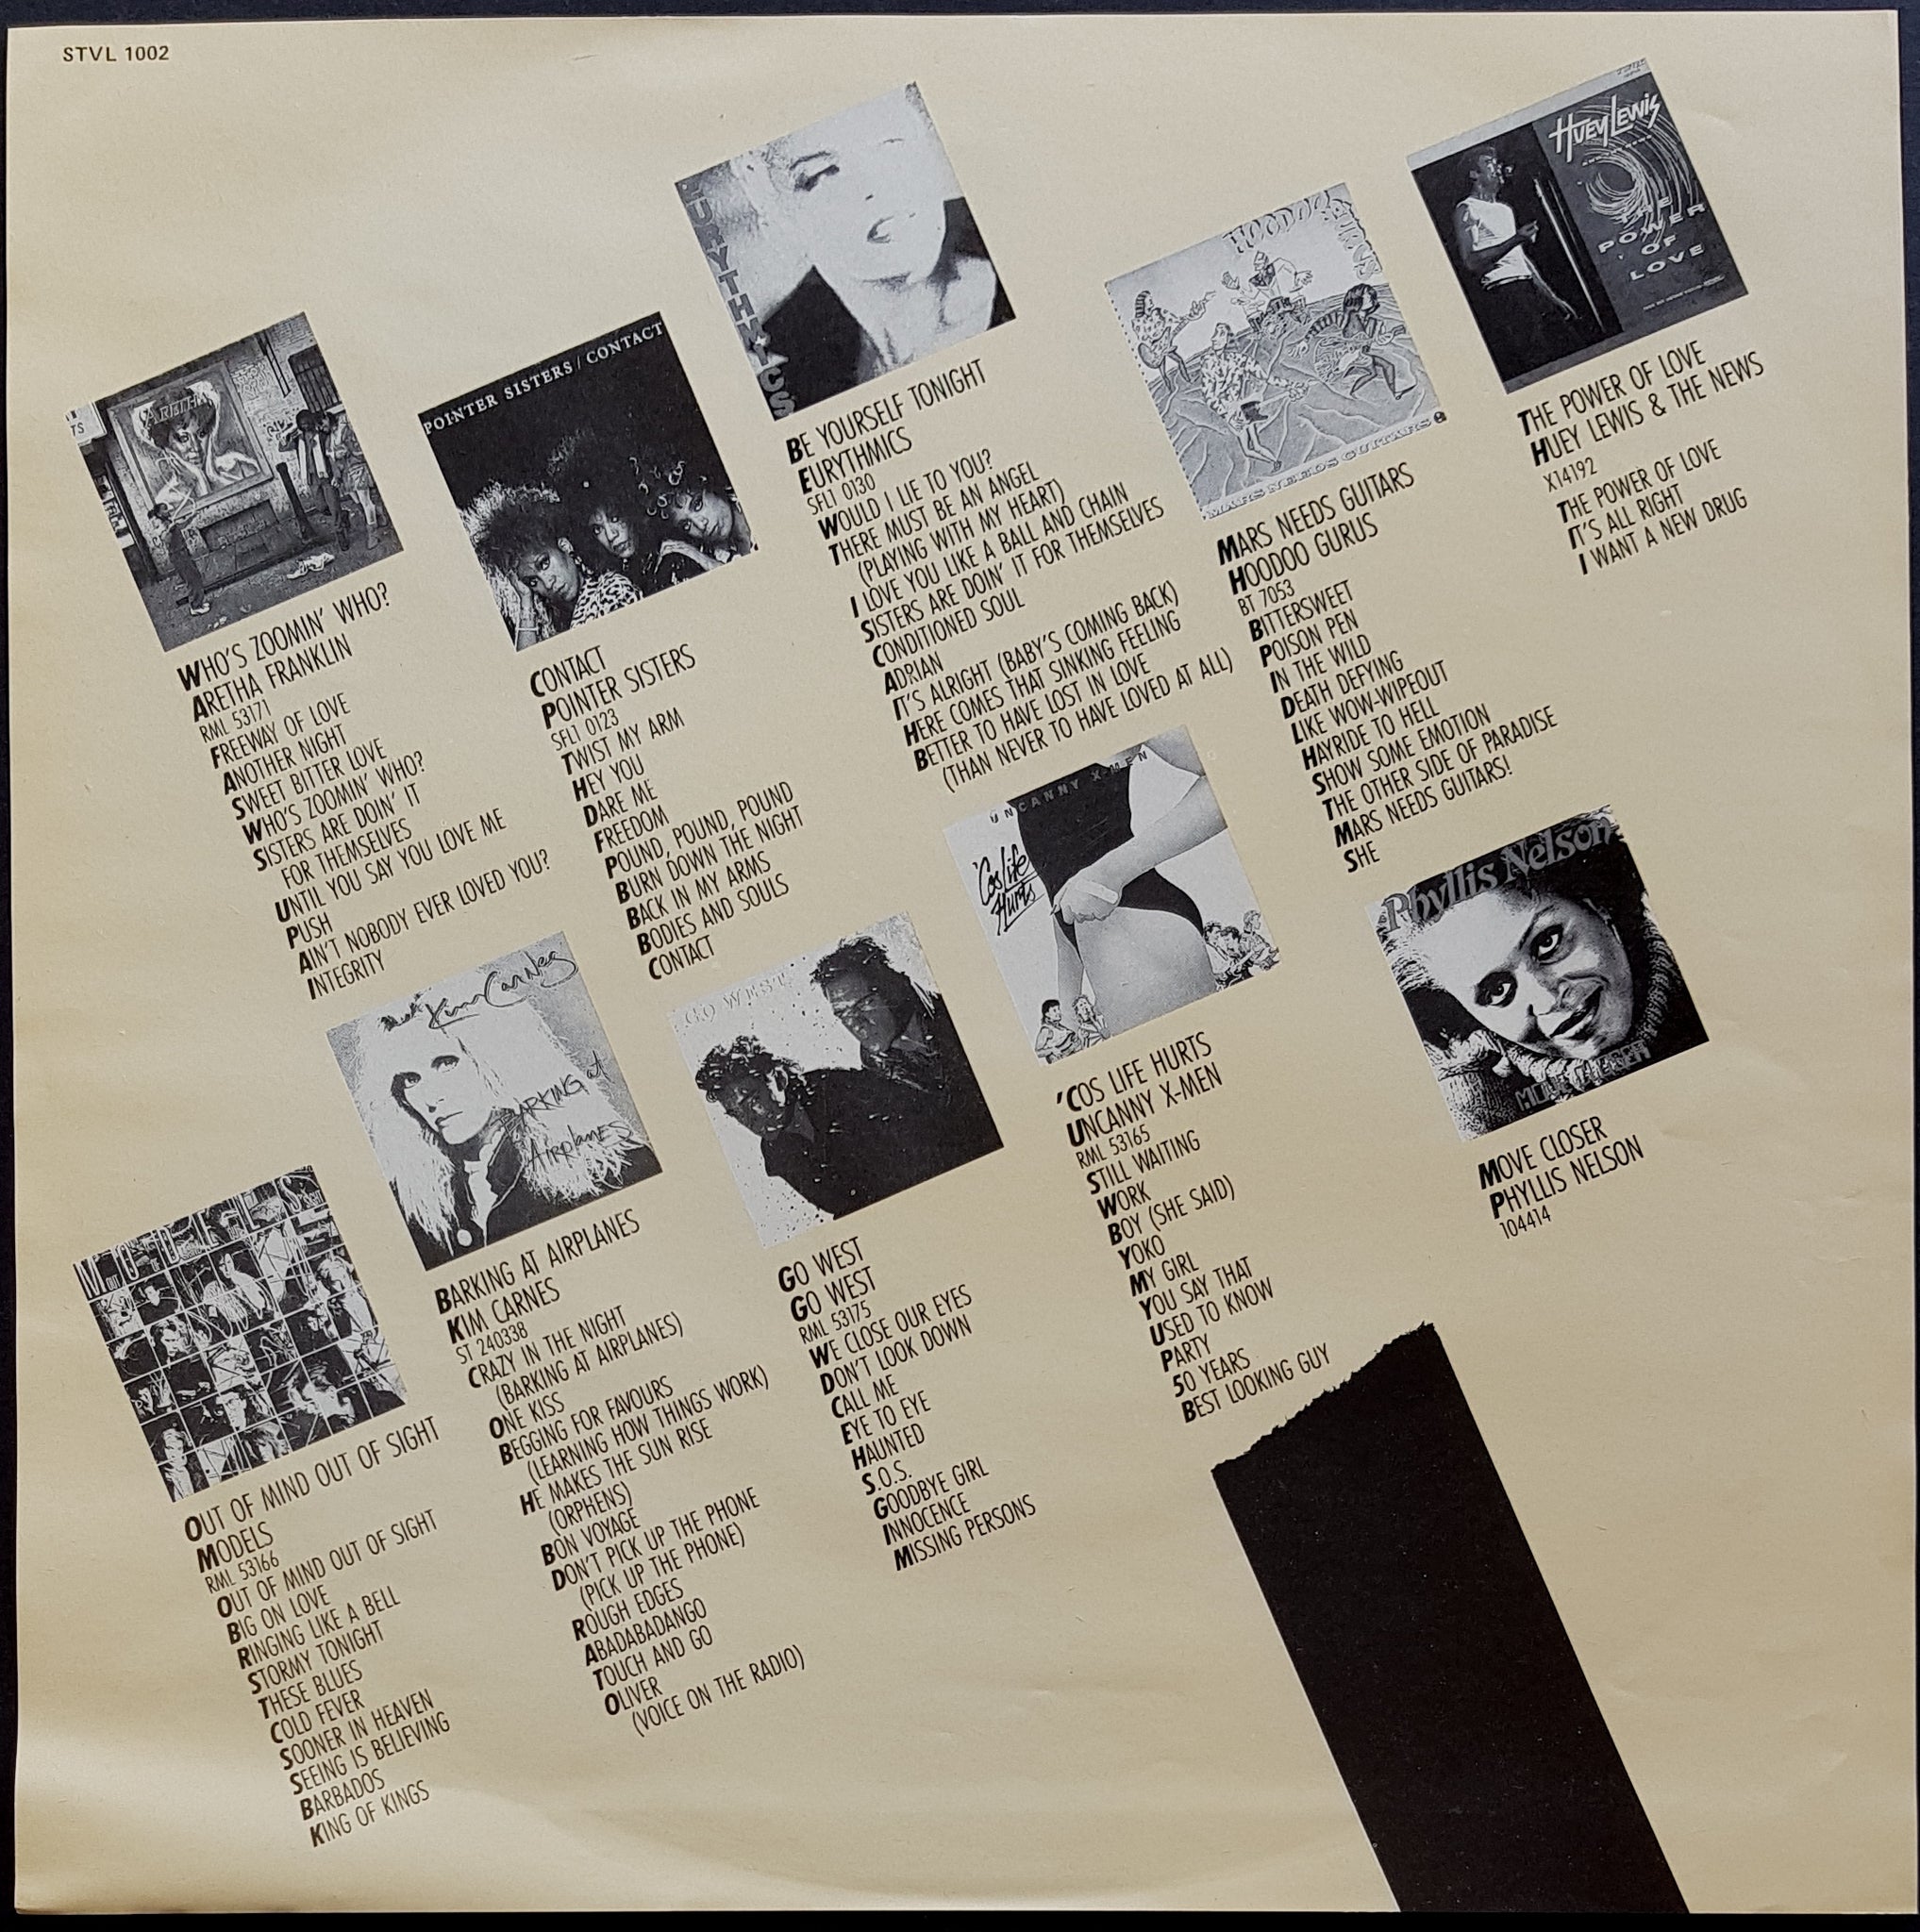 STVL 1002
ARETHA
WHO'S ZOOMIN' WHO?
ARETHA FRANKLIN
RML 53171
FREEWAY OF LOVE
ANOTHER NIGHT
SWEET BITTER LOVE
WHO'S ZOOMIN' WHO?
SISTERS ARE DOIN' IT
FOR THEMSELVES
UNTIL YOU SAY YOU LOVE ME
PUSH
AIN'T NOBODY EVER LOVED YOU?
INTEGRITY
POINTER SISTERS / CONTACT
CONTACT
POINTER SISTERS
SFL1 0123
TWIST MY ARM
HEY YOU
DARE ME
FREEDOM
POUND, POUND, POUND
BURN DOWN THE NIGHT
BACK IN MY ARMS
BODIES AND SOULS
CONTACT
EURYTHMICS
BE YOURSELF TONIGHT
EURYTHMICS
SFL1 0130
WOULD I LIE TO YOU?
THERE MUST BE AN ANGEL
(PLAYING WITH MY HEART)
I LOVE YOU LIKE A BALL AND CHAIN
SISTERS ARE DOIN' IT FOR THEMSELVES
CONDITIONED SOUL
ADRIAN
IT'S ALRIGHT (BABY'S COMING BACK)
HERE COMES THAT SINKING FEELING
BETTER TO HAVE LOST IN LOVE
(THAN NEVER TO HAVE LOVED AT ALL)
HOODOO GURUS
MARS NEEDS GUITARS
MARS NEEDS GUITARS
HOODOO GURUS
BT 7053
BITTERSWEET
POISON PEN
IN THE WILD
DEATH DEFYING
LIKE WOW-WIPEOUT
HAYRIDE TO HELL
SHOW SOME EMOTION
THE OTHER SIDE OF PARADISE
MARS NEEDS GUITARS!
SHE
HUEY LEWIS
THE
POWER
OF
LOVE
THE POWER OF LOVE
HUEY LEWIS & THE NEWS
X14192
THE POWER OF LOVE
IT'S ALL RIGHT
I WANT A NEW DRUG
MODELS
OUT OF MIND OUT OF SIGHT
MODELS
RML 53166
OUT OF MIND OUT OF SIGHT
BIG ON LOVE
RINGING LIKE A BELL
STORMY TONIGHT
THESE BLUES
COLD FEVER
SOONER IN HEAVEN
SEEING IS BELIEVING
BARBADOS
KING OF KINGS
Kim Carnes
BARKING at
Airplanes
BARKING AT AIRPLANES
KIM CARNES
ST 240338
CRAZY IN THE NIGHT
(BARKING AT AIRPLANES)
ONE KISS
BEGGING FOR FAVOURS
(LEARNING HOW THINGS WORK)
HE MAKES THE SUN RISE
(ORPHENS)
BON VOYAGE
DON'T PICK UP THE PHONE
(PICK UP THE PHONE)
ROUGH EDGES
ABADABADANGO
TOUCH AND GO
OLIVER
(VOICE ON THE RADIO)
GO WEST
GO WEST
GO WEST
RML 53175
WE CLOSE OUR EYES
DON'T LOOK DOWN
CALL ME
EYE TO EYE
HAUNTED
S.O.S.
GOODBYE GIRL
INNOCENCE
MISSING PERSONS
UNCANNY X-MEN
'Cos Life
Hurts
'COS LIFE HURTS
UNCANNY X-MEN
RML 53165
STILL WAITING
WORK
BOY (SHE SAID)
YOKO
MY GIRL
YOU SAY THAT
USED TO KNOW
PARTY
50 YEARS
BEST LOOKING GUY
Phyllis Nelson
MOVE CLOSER
MOVE CLOSER
PHYLLIS NELSON
104414